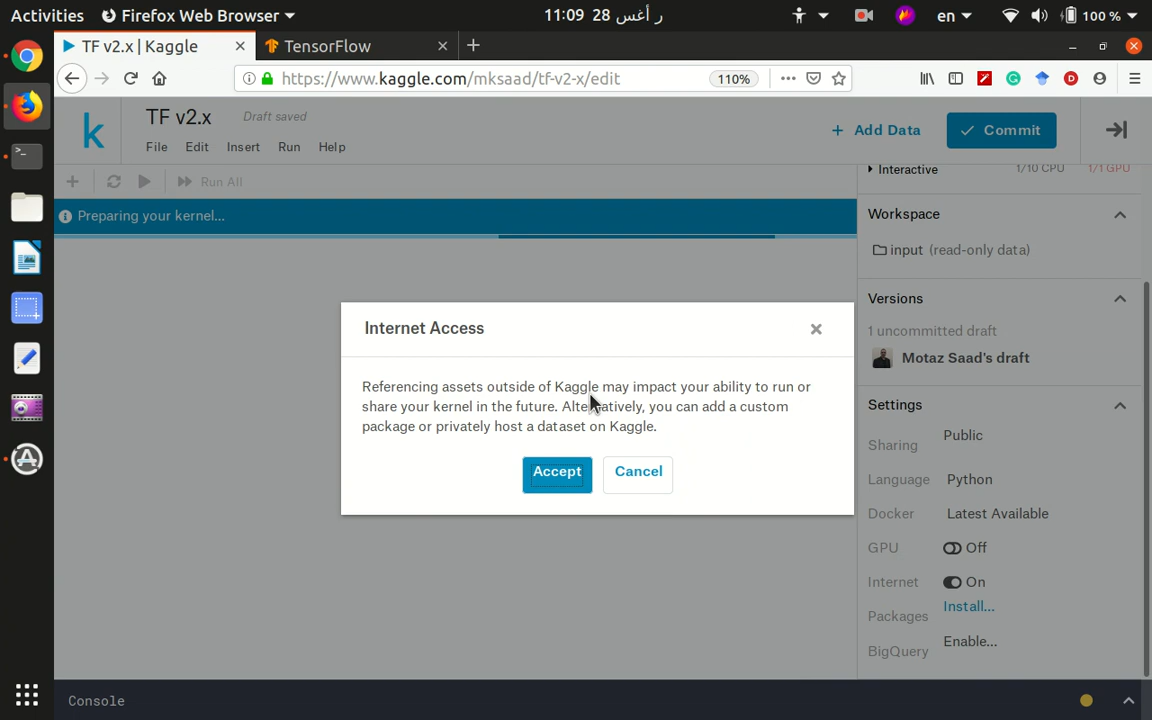 Activities Firefox Web Browser 11:09 28 ر أغس en 100 %
TF v2.x | Kaggle TensorFlow
https://www.kaggle.com/mksaad/tf-v2-x/edit 110%
k TF v2.x Draft saved + Add Data Commit
File Edit Insert Run Help
Run All Interactive 1/10 CPU 1/1 GPU
Preparing your kernel...
Workspace
input (read-only data)
Versions
1 uncommitted draft
Motaz Saad's draft
Internet Access
Referencing assets outside of Kaggle may impact your ability to run or
share your kernel in the future. Alternatively, you can add a custom
package or privately host a dataset on Kaggle.
Accept Cancel
Settings
Sharing Public
Language Python
Docker Latest Available
GPU Off
Internet On
Packages Install...
BigQuery Enable...
Console